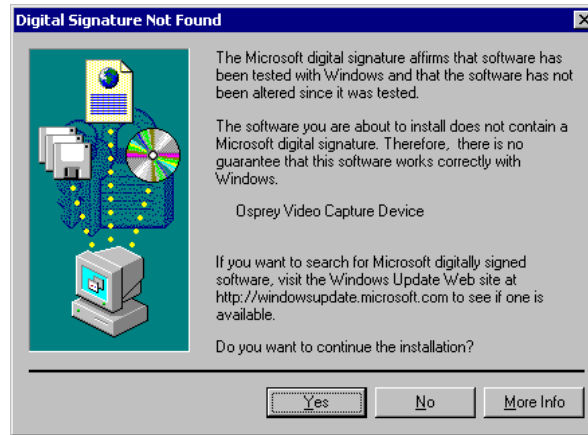 Digital Signature Not Found
The Microsoft digital signature affirms that software has
been tested with Windows and that the software has not
been altered since it was tested.
The software you are about to install does not contain a
Microsoft digital signature. Therefore, there is no
guarantee that this software works correctly with
Windows.
Osprey Video Capture Device
If you want to search for Microsoft digitally signed
software, visit the Windows Update Web site at
http://windowsupdate.microsoft.com to see if one is
available.
Do you want to continue the installation?
Yes
No
More Info